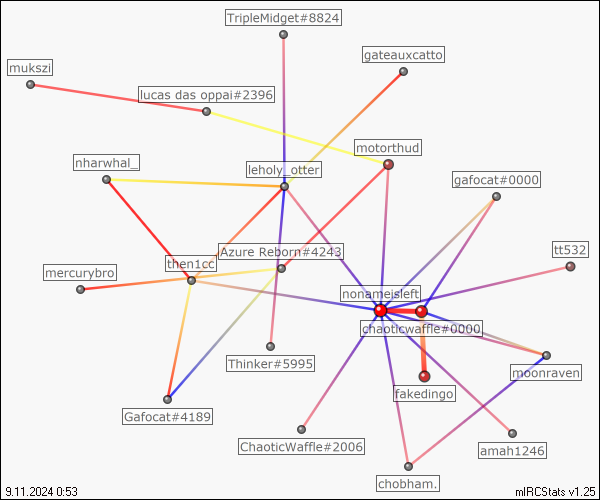 TripleMidget#8824
gateauxcatto
mukszi
lucas das oppai#2396
motorthud
nharwhal_
leholy_otter
gafocat#0000
Azure Reborn#4243
tt532
then1cc
mercurybro
nonameisleft
chaoticwaffle#0000
Thinker#5995
moonraven
fakedingo
Gafocat#4189
ChaoticWaffle#2006
amah1246
chobham.
9.11.2024 0:53
mIRCStats v1.25